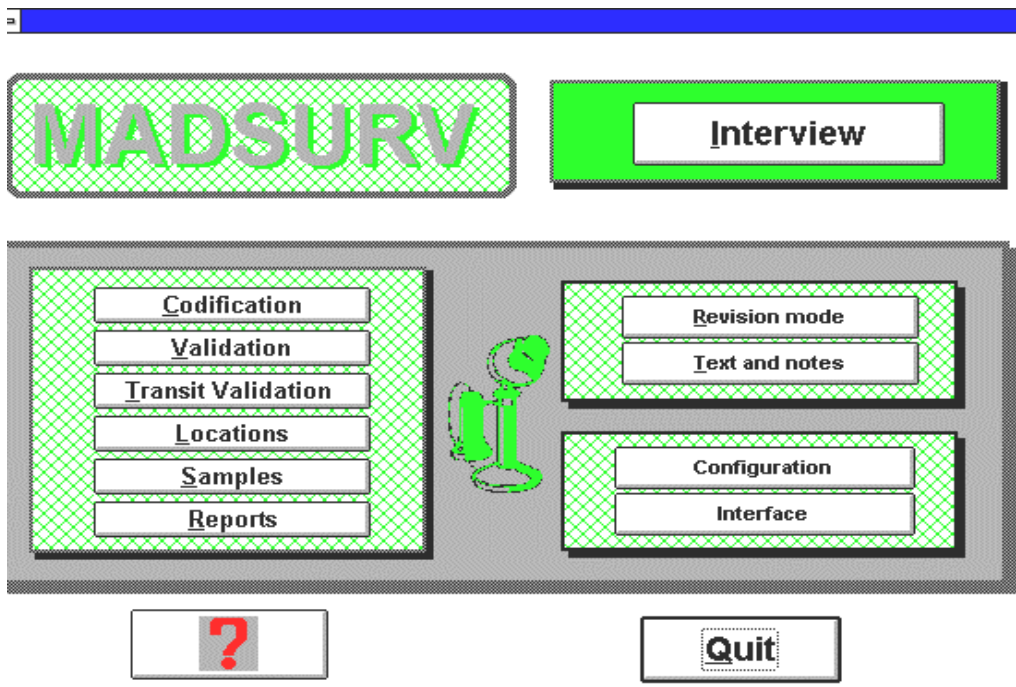 MADSURV
Interview
Codification
Validation
Transit Validation
Locations
Samples
Reports
Revision mode
Text and notes
Configuration
Interface
?
Quit